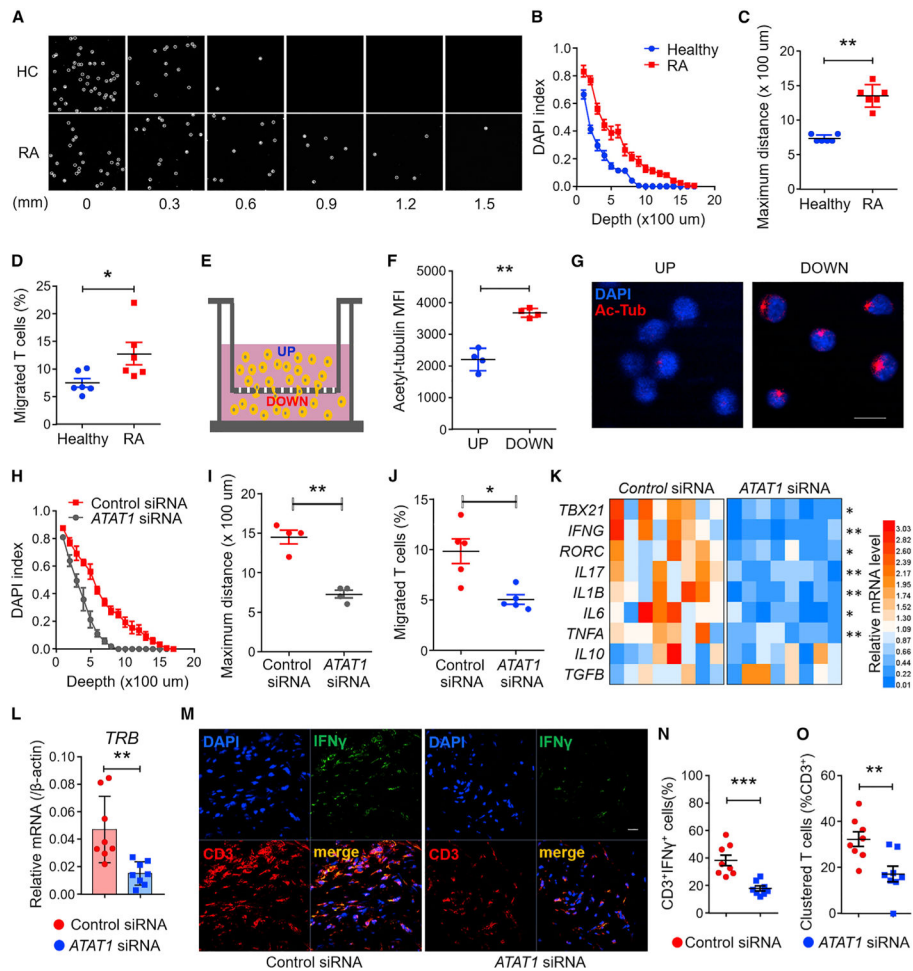 A
HC
RA
(mm) 0 0.3 0.6 0.9 1.2 1.5
B
Healthy
RA
DAPI index
1.0
0.8
0.6
0.4
0.2
0.0
0 5 10 15 20
Depth (x100 um)
C
**
Maximum distance (x 100 um)
20
15
10
5
0
Healthy RA
D
*
Migrated T cells (%)
25
20
15
10
5
0
Healthy RA
E
UP
DOWN
F
**
Acetyl-tubulin MFI
5000
4000
3000
2000
1000
0
UP DOWN
G
UP DOWN
DAPI
Ac-Tub
H
Control siRNA
ATAT1 siRNA
DAPI index
1.0
0.8
0.6
0.4
0.2
0.0
0 5 10 15 20
Deepth (x100 um)
I
**
Maximum distance (x 100 um)
20
15
10
5
0
Control siRNA
ATAT1 siRNA
J
*
Migrated T cells (%)
15
10
5
0
Control siRNA
ATAT1 siRNA
K
Control siRNA ATAT1 siRNA
TBX21 *
IFNG **
RORC *
IL17 **
IL1B **
IL6 *
TNFA **
IL10
TGFB
Relative mRNA level
3.03
2.82
2.60
2.39
2.17
1.95
1.74
1.52
1.30
1.09
0.87
0.66
0.44
0.22
0.01
L
TRB
**
Relative mRNA (/β-actin)
0.10
0.08
0.06
0.04
0.02
0.00
Control siRNA
ATAT1 siRNA
M
DAPI IFNγ DAPI IFNγ
CD3 merge CD3 merge
Control siRNA ATAT1 siRNA
N
***
CD3⁺IFNγ⁺ cells(%)
100
80
60
40
20
0
Control siRNA
O
**
Clustered T cells (%CD3⁺)
60
40
20
0
ATAT1 siRNA